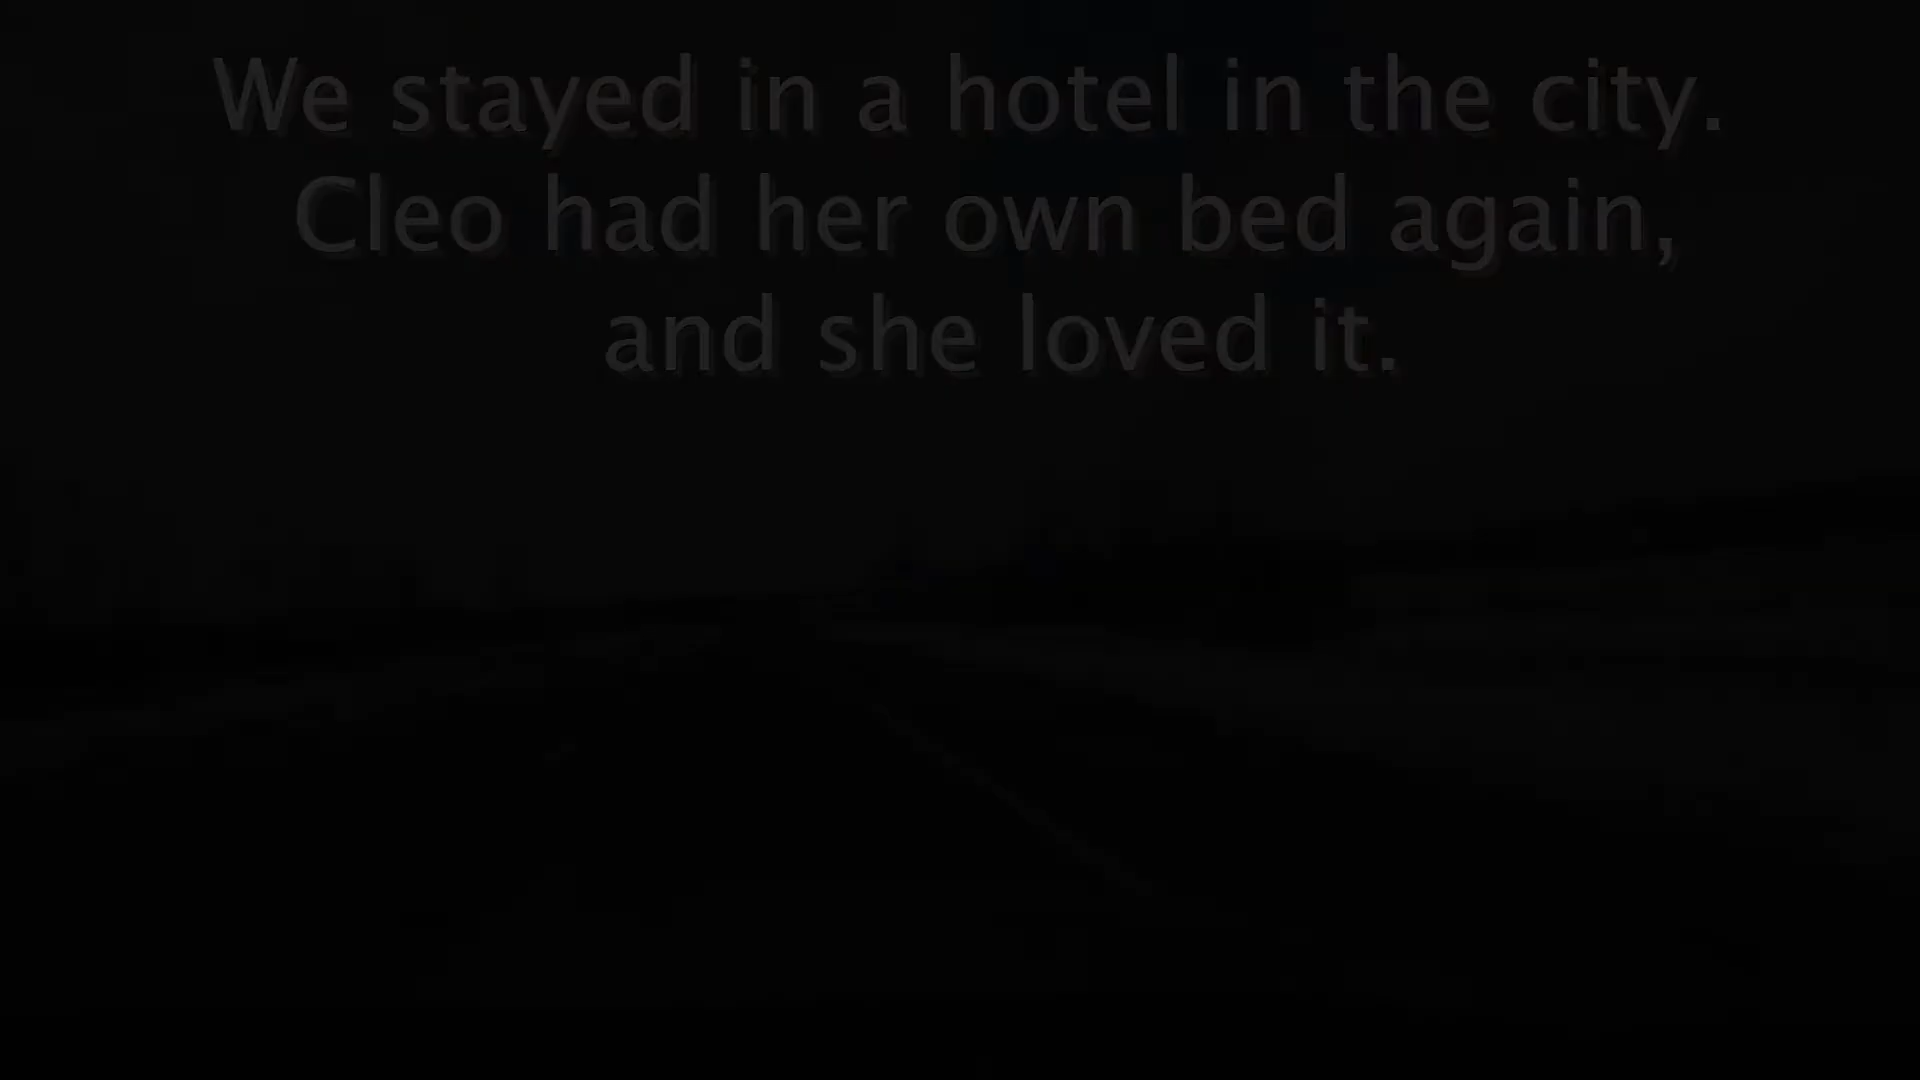 We stayed in a hotel in the city.
Cleo had her own bed again,
and she loved it.